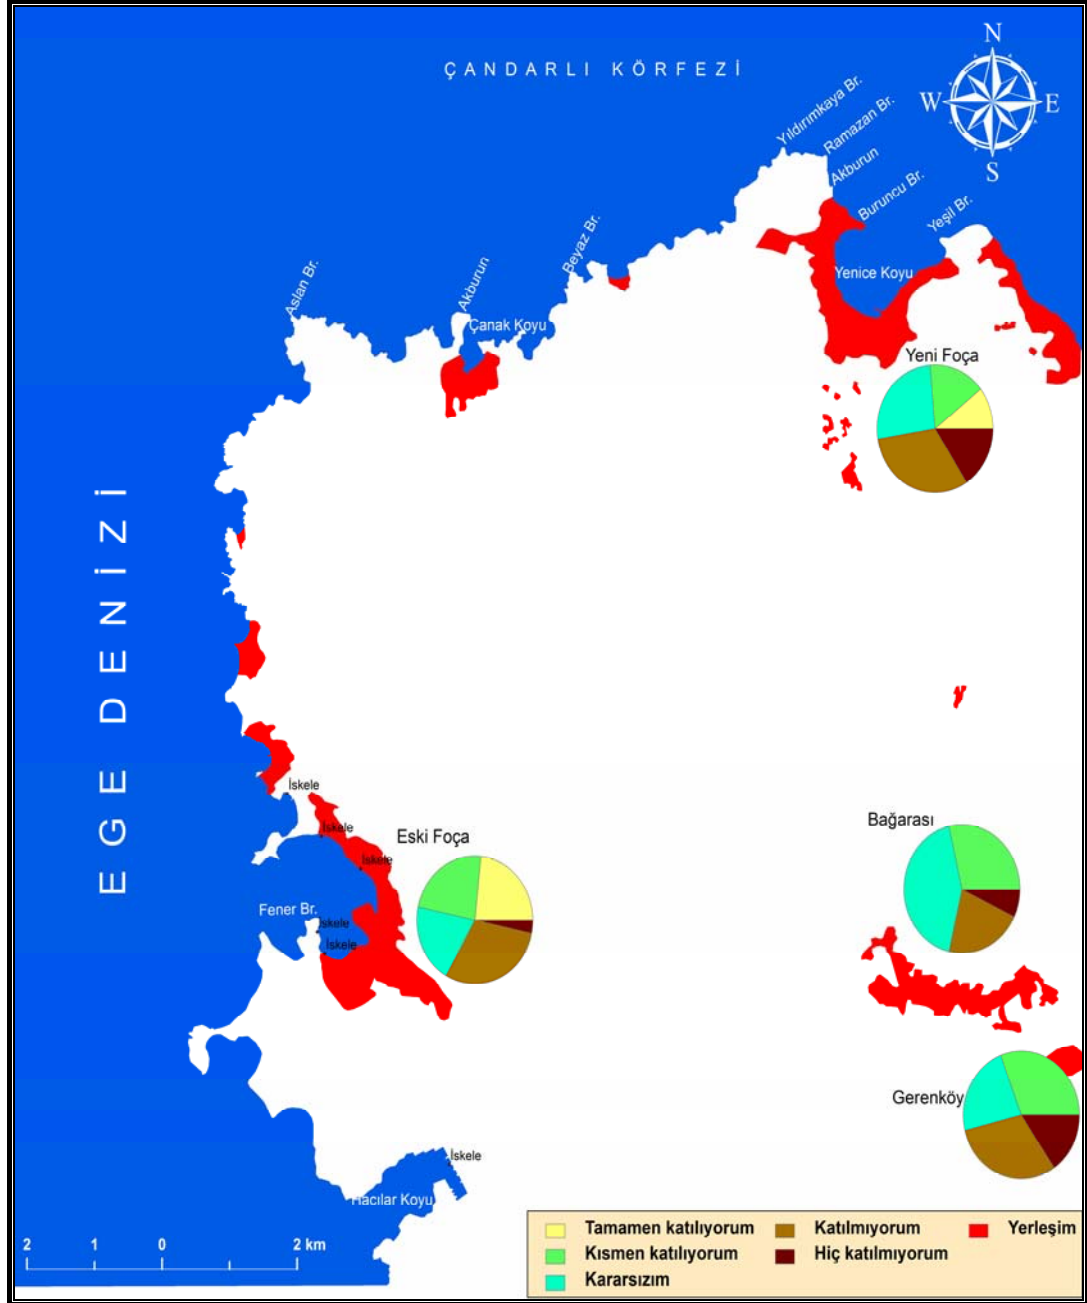 ÇANDARLI KÖRFEZİ
N
W
E
S
Yıldırımkaya Br.
Ramazan Br.
Akburun
Buruncu Br.
Yeşil Br.
Yenice Koyu
Beyaz Br.
Akburun
Çanak Koyu
Aslan Br.
Yeni Foça
EGE DENİZİ
İskele
İskele
Eski Foça
İskele
Bağarası
Fener Br.
İskele
İskele
Gerenköy
İskele
Hacılar Koyu
2 1 0 2 km
Tamamen katılıyorum
Katılmıyorum
Yerleşim
Kısmen katılıyorum
Hiç katılmıyorum
Kararsızım